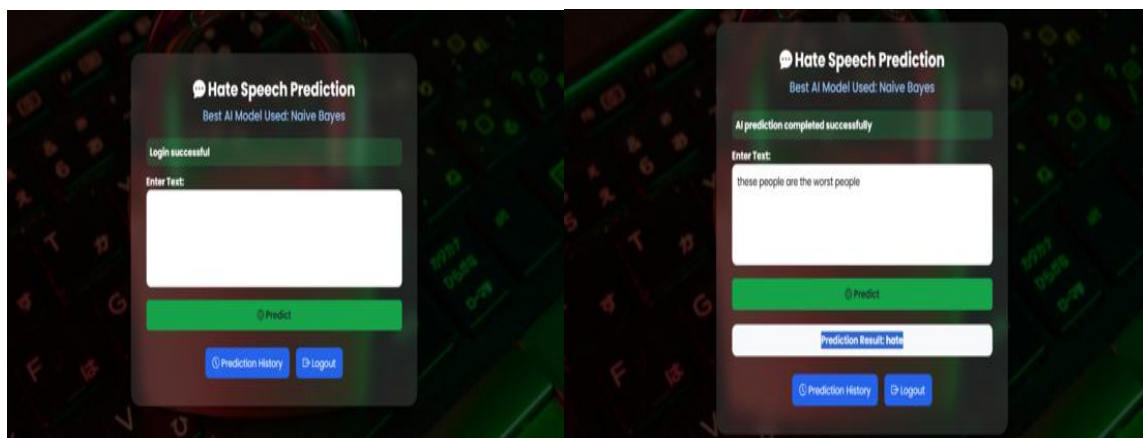 Hate Speech Prediction
Best AI Model Used: Naive Bayes
Login successful
Enter Text:
Predict
Prediction History
Logout
Hate Speech Prediction
Best AI Model Used: Naive Bayes
AI prediction completed successfully
Enter Text:
these people are the worst people
Predict
Prediction Result: hate
Prediction History
Logout